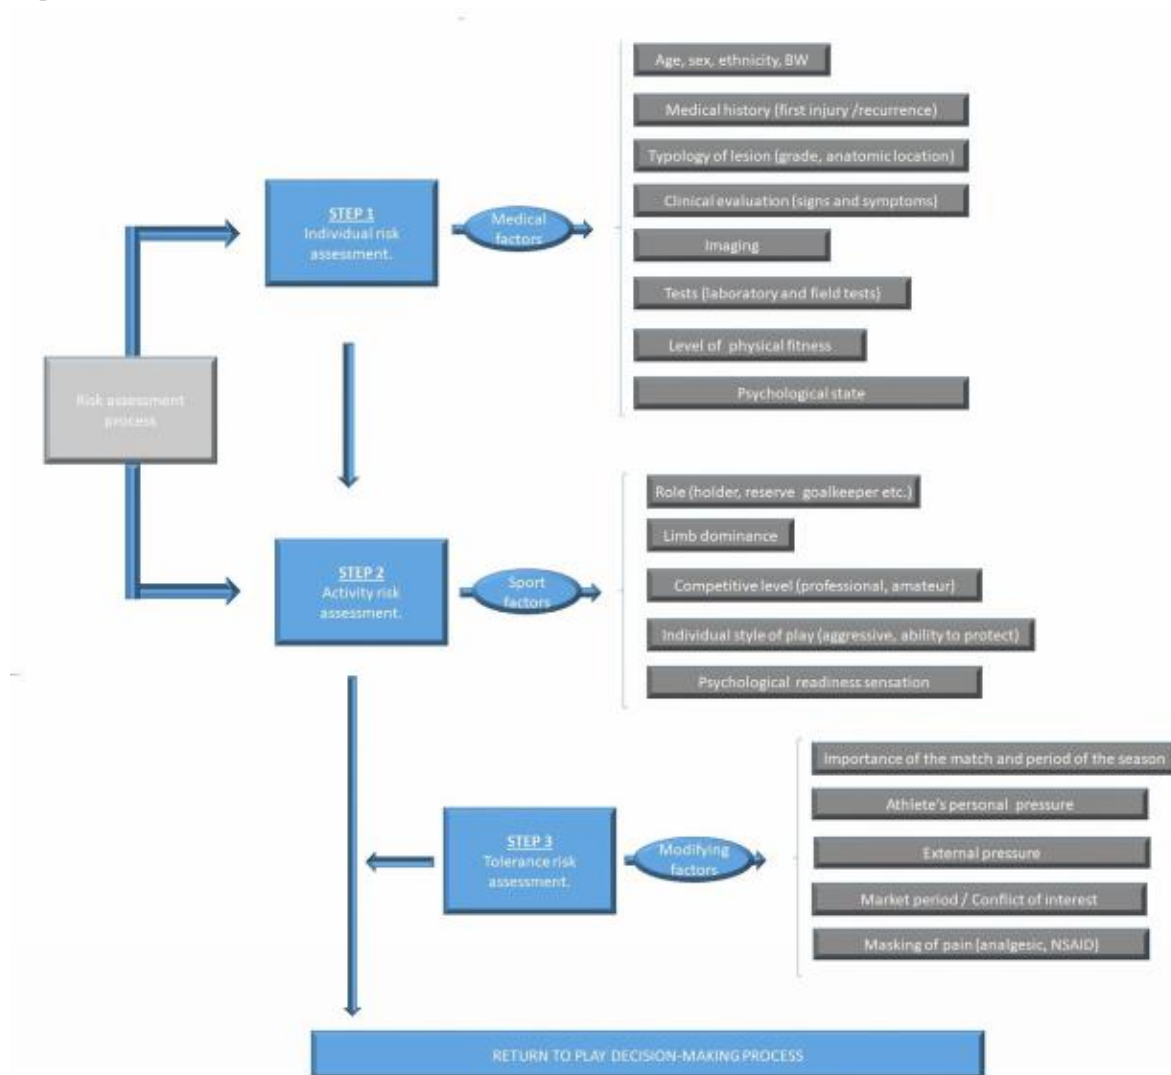 Age, sex, ethnicity, BW
Medical history (first injury /recurrence)
Typology of lesion (grade, anatomic location)
STEP 1
Individual risk
assessment.
Medical
factors
Clinical evaluation (signs and symptoms)
Imaging
Tests (laboratory and field tests)
Level of physical fitness
Psychological state
Risk assessment
process
Role (holder, reserve goalkeeper etc.)
Limb dominance
STEP 2
Activity risk
assessment.
Sport
factors
Competitive level (professional, amateur)
Individual style of play (aggressive, ability to protect)
Psychological readiness sensation
Importance of the match and period of the season
Athlete's personal pressure
STEP 3
Tolerance risk
assessment.
Modifying
factors
External pressure
Market period / Conflict of interest
Masking of pain (analgesic, NSAID)
RETURN TO PLAY DECISION-MAKING PROCESS